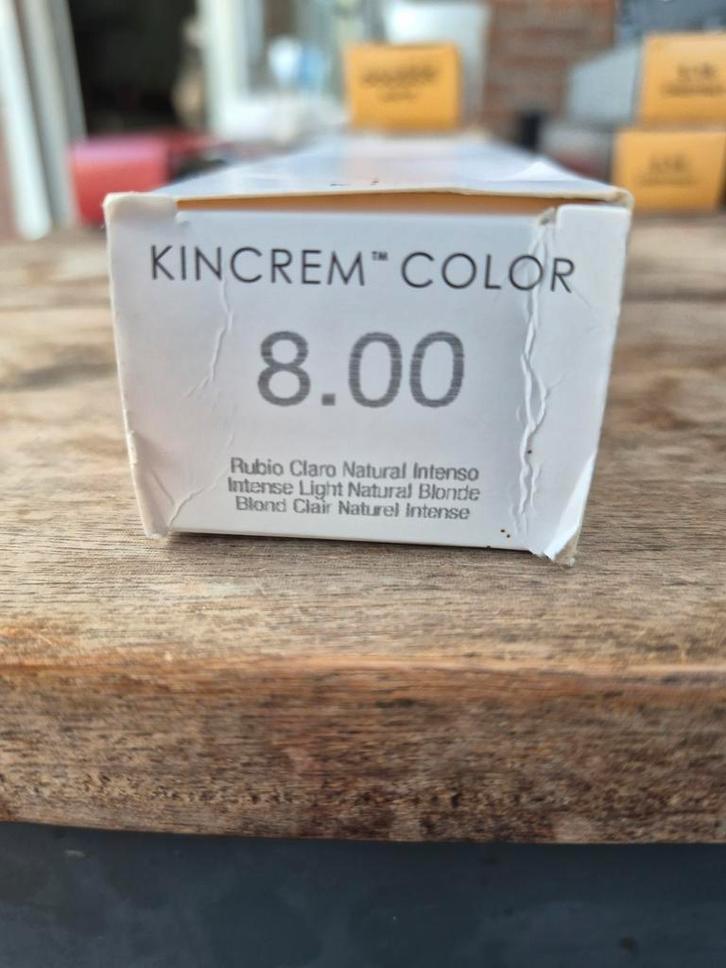 KINCREM™ COLOR
8.00
Rubio Claro Natural Intenso
Intense Light Natural Blonde
Blond Clair Naturel Intense